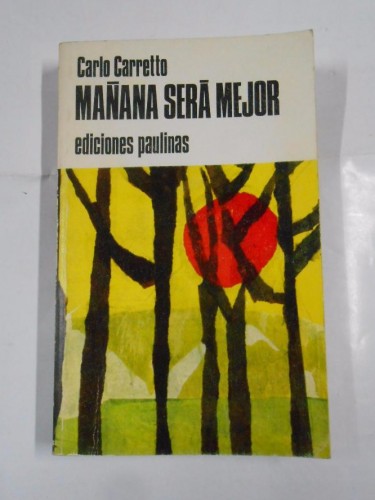 Carlo Carretto
MAÑANA SERÁ MEJOR
ediciones paulinas